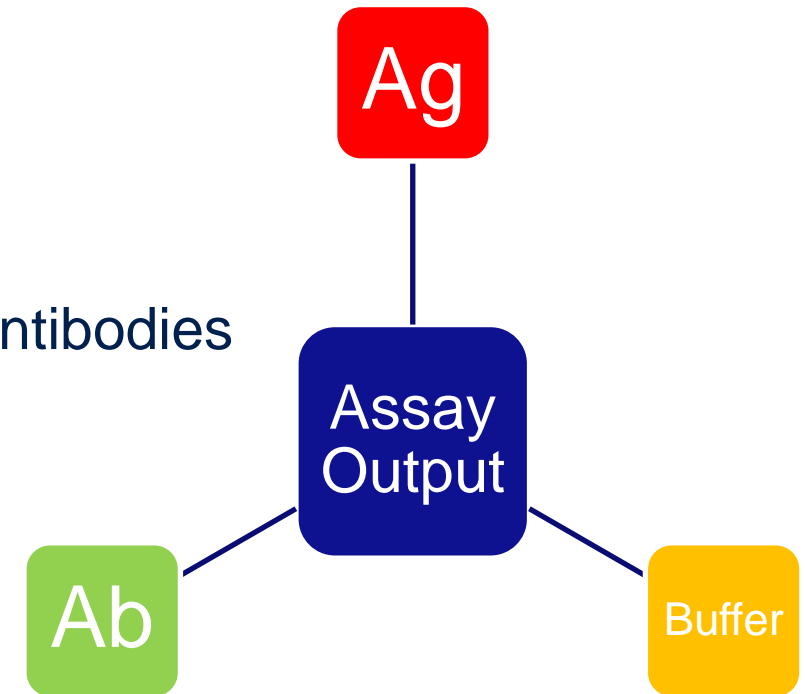 Ag
ntibodies
Assay
Output
Ab
Buffer